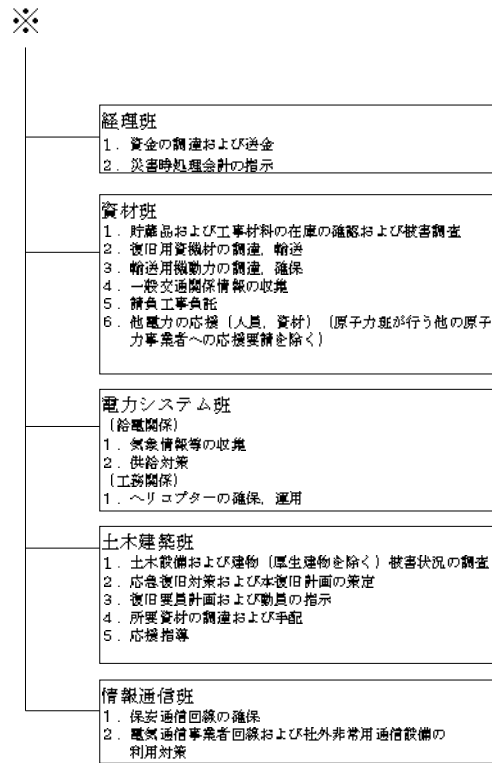 ※
経理班
１．資金の調達および送金
２．災害時処理会計の指示
資材班
１．貯蔵品および工事材料の在庫の確認および被害調査
２．復旧用資機材の調達，輸送
３．輸送用機動力の調達，確保
４．一般交通関係情報の収集
５．請負工事負託
６．他電力の応援（人員，資材）（原子力班が行う他の原子
力事業者への応援要請を除く）
電力システム班
（給電関係）
１．気象情報等の収集
２．供給対策
（工務関係）
１．ヘリコプターの確保，運用
土木建築班
１．土木設備および建物（厚生建物を除く）被害状況の調査
２．応急復旧対策および本復旧計画の策定
３．復旧要員計画および動員の指示
４．所要資材の調達および手配
５．応援指導
情報通信班
１．保安通信回線の確保
２．電気通信事業者回線および社外非常用通信設備の
利用対策